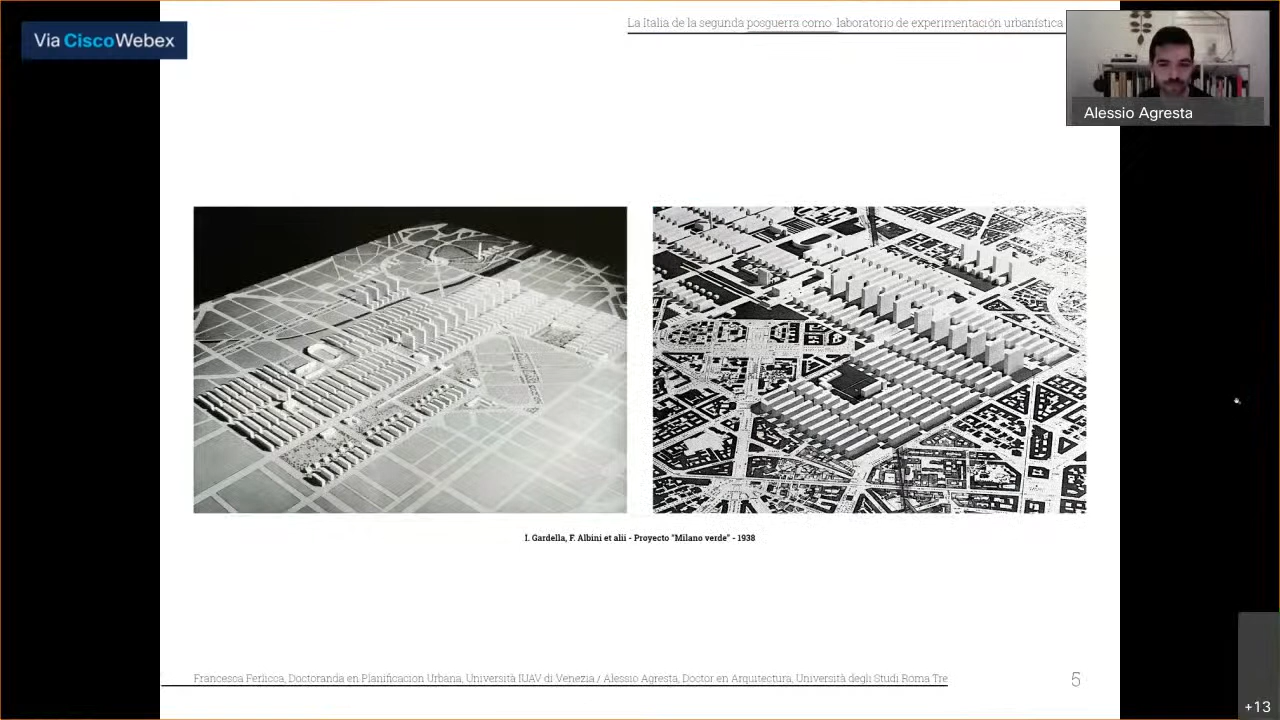 La Italia de la segunda posguerra como laboratorio de experimentación urbanística
Via CiscoWebex
Alessio Agresta
I. Gardella, F. Albini et alii - Proyecto "Milano verde" - 1938
Francesca Ferlicca, Doctoranda en Planificacion Urbana, Università IUAV di Venezia / Alessio Agresta, Doctor en Arquitectura, Università degli Studi Roma Tre
5
+13